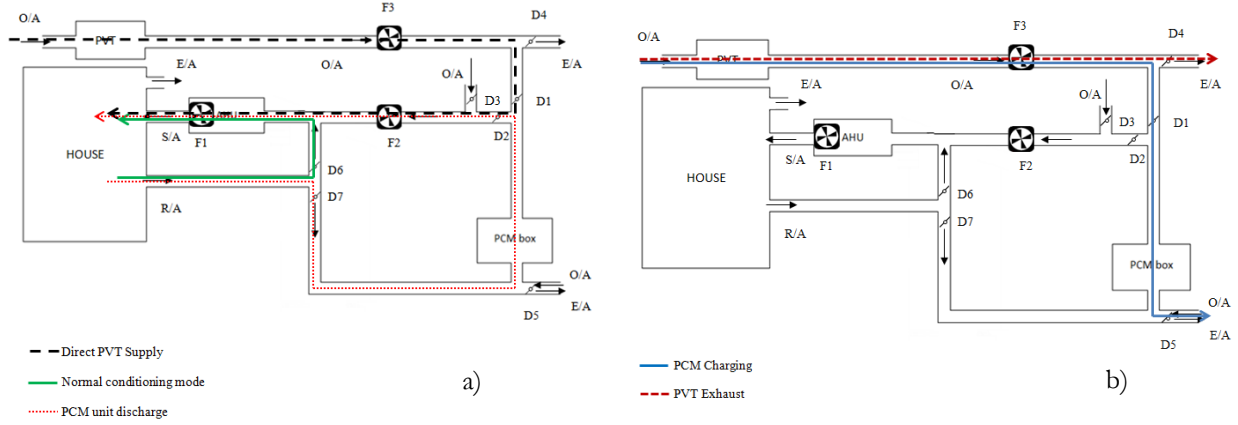 O/A
PVT
F3
D4
E/A
O/A
E/A
O/A
D3
D1
AHU
S/A
F1
F2
D2
HOUSE
D6
D7
R/A
PCM box
O/A
E/A
D5
Direct PVT Supply
Normal conditioning mode
PCM unit discharge
a)
O/A
PVT
F3
D4
E/A
E/A
O/A
O/A
D3
D1
AHU
S/A
F1
F2
D2
HOUSE
D6
D7
R/A
PCM box
O/A
E/A
D5
PCM Charging
PVT Exhaust
b)